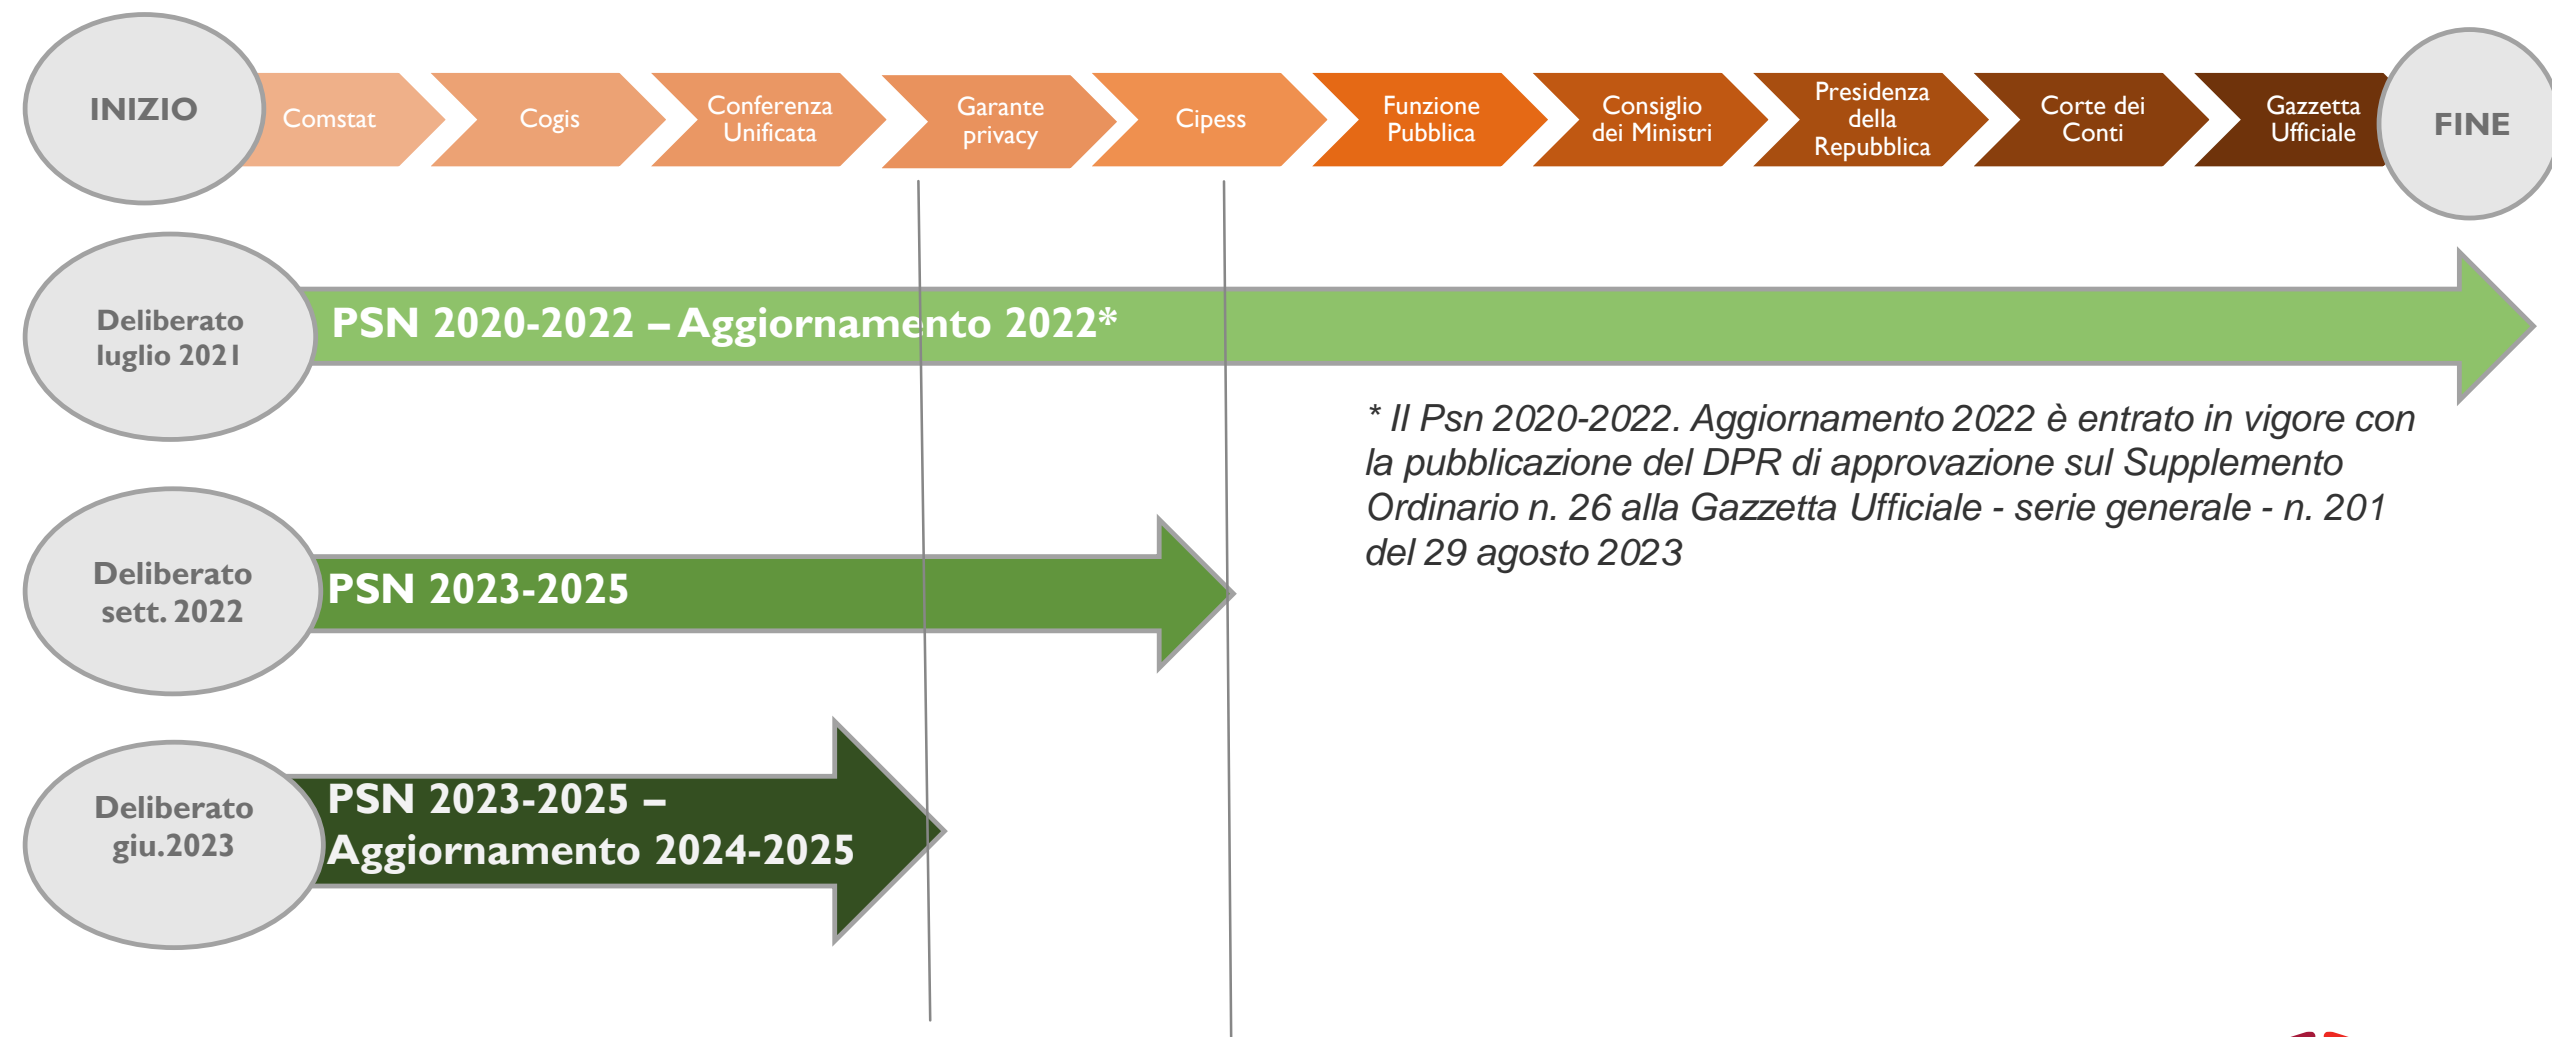 INIZIO
Comstat
Cogis
Conferenza
Unificata
Garante
privacy
Cipess
Funzione
Pubblica
Consiglio
dei Ministri
Presidenza
della
Repubblica
Corte dei
Conti
Gazzetta
Ufficiale
FINE
Deliberato
luglio 2021
PSN 2020-2022 – Aggiornamento 2022*
* Il Psn 2020-2022. Aggiornamento 2022 è entrato in vigore con
la pubblicazione del DPR di approvazione sul Supplemento
Ordinario n. 26 alla Gazzetta Ufficiale - serie generale - n. 201
del 29 agosto 2023
Deliberato
sett. 2022
PSN 2023-2025
Deliberato
giu.2023
PSN 2023-2025 –
Aggiornamento 2024-2025